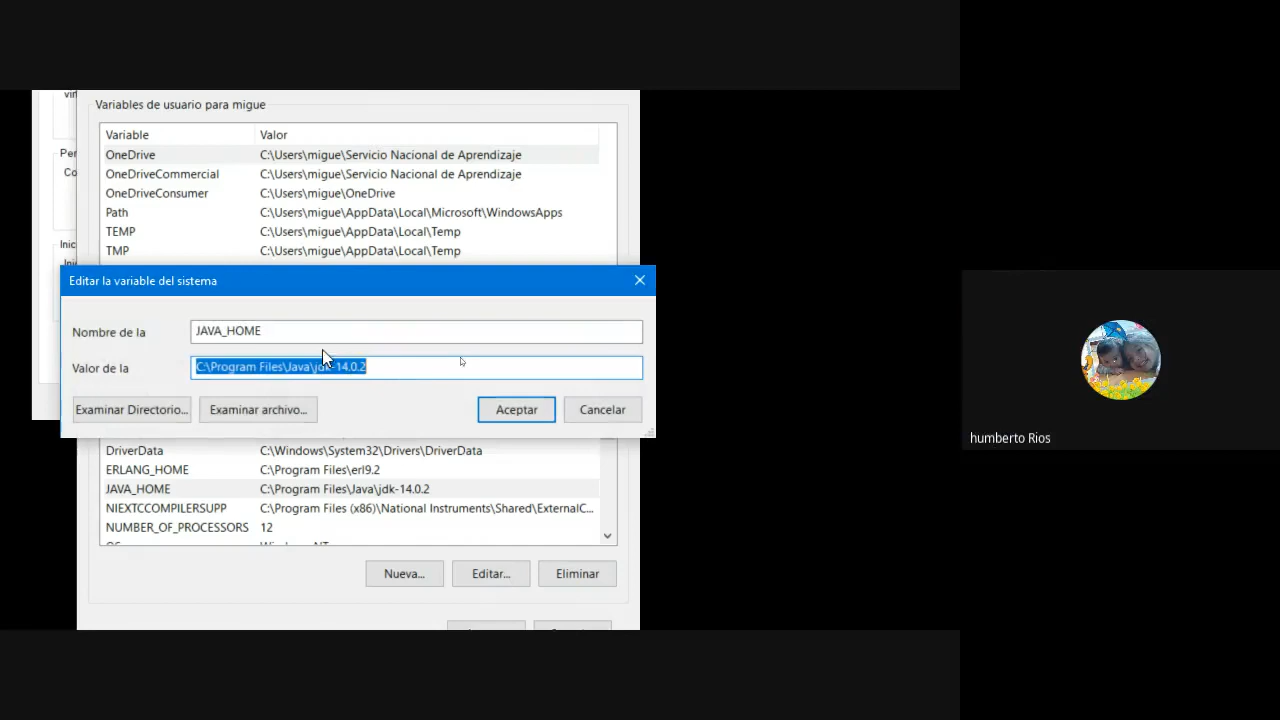 Variables de usuario para migue
Variable Valor
OneDrive C:\Users\migue\Servicio Nacional de Aprendizaje
OneDriveCommercial C:\Users\migue\Servicio Nacional de Aprendizaje
OneDriveConsumer C:\Users\migue\OneDrive
Path C:\Users\migue\AppData\Local\Microsoft\WindowsApps
TEMP C:\Users\migue\AppData\Local\Temp
TMP C:\Users\migue\AppData\Local\Temp
Per
Co
Inic
Editar la variable del sistema
Nombre de la JAVA_HOME
Valor de la C:\Program Files\Java\jdk-14.0.2
Examinar Directorio... Examinar archivo... Aceptar Cancelar
DriverData C:\Windows\System32\Drivers\DriverData
ERLANG_HOME C:\Program Files\erl9.2
JAVA_HOME C:\Program Files\Java\jdk-14.0.2
NIEXTCCOMPILERSUPP C:\Program Files (x86)\National Instruments\Shared\ExternalC...
NUMBER_OF_PROCESSORS 12
Nueva... Editar... Eliminar
humberto Rios